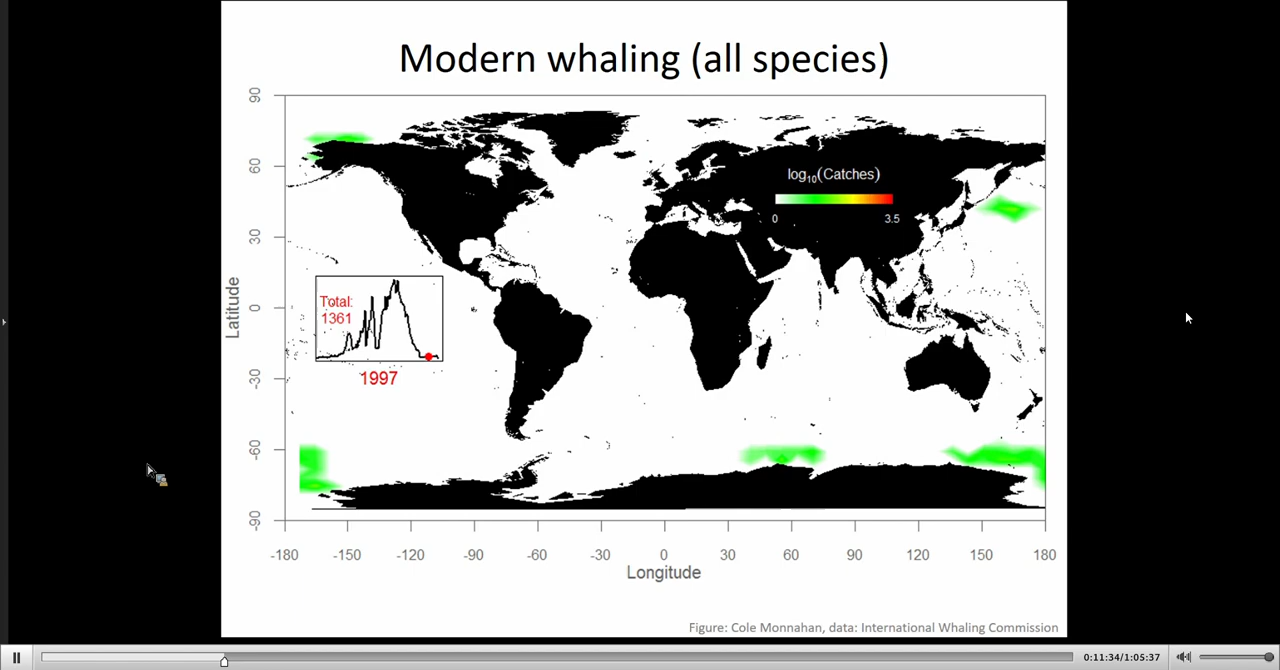 Modern whaling (all species)
90
60
30
0
-30
-60
-90
Latitude
log10(Catches)
0 3.5
Total:
1361
1997
-180 -150 -120 -90 -60 -30 0 30 60 90 120 150 180
Longitude
Figure: Cole Monnahan, data: International Whaling Commission
0:11:34/1:05:37